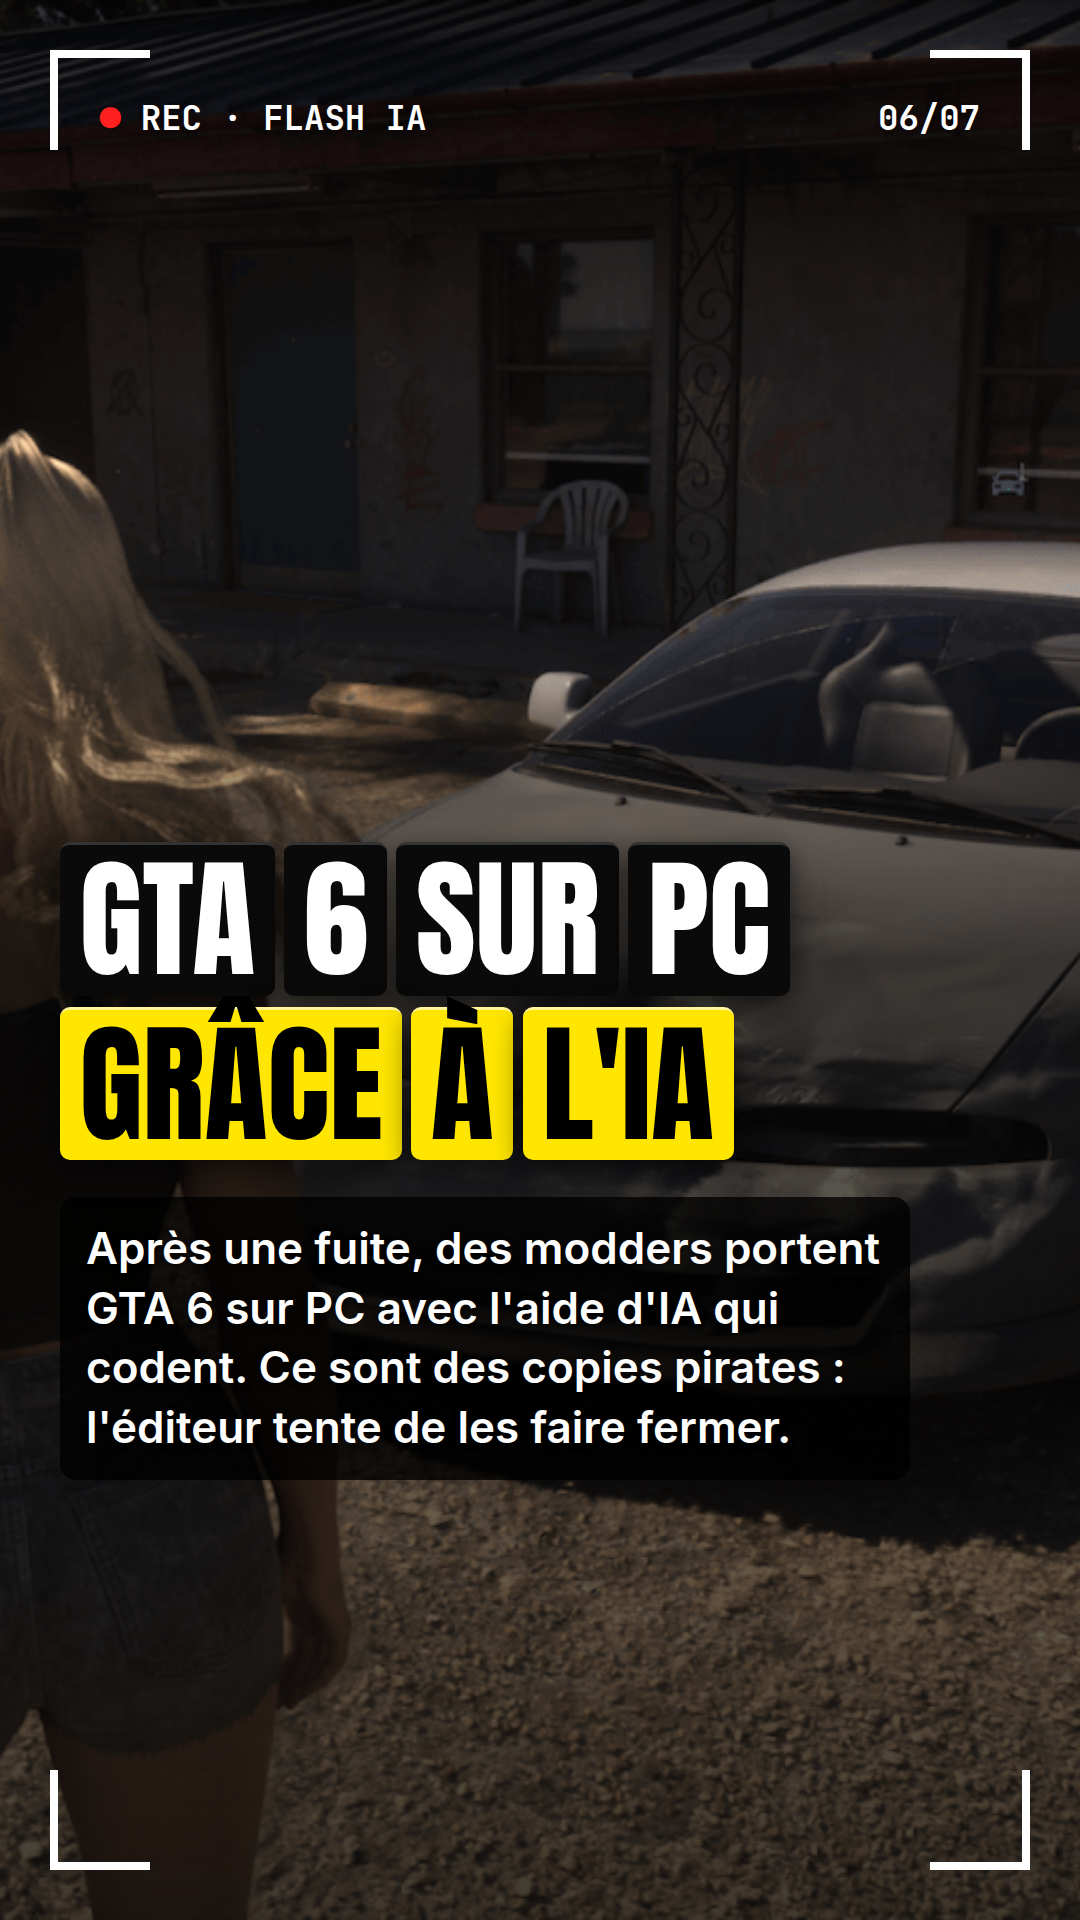 REC · FLASH IA
06/07
GTA 6 SUR PC
GRÂCE À L'IA
Après une fuite, des modders portent
GTA 6 sur PC avec l'aide d'IA qui
codent. Ce sont des copies pirates :
l'éditeur tente de les faire fermer.